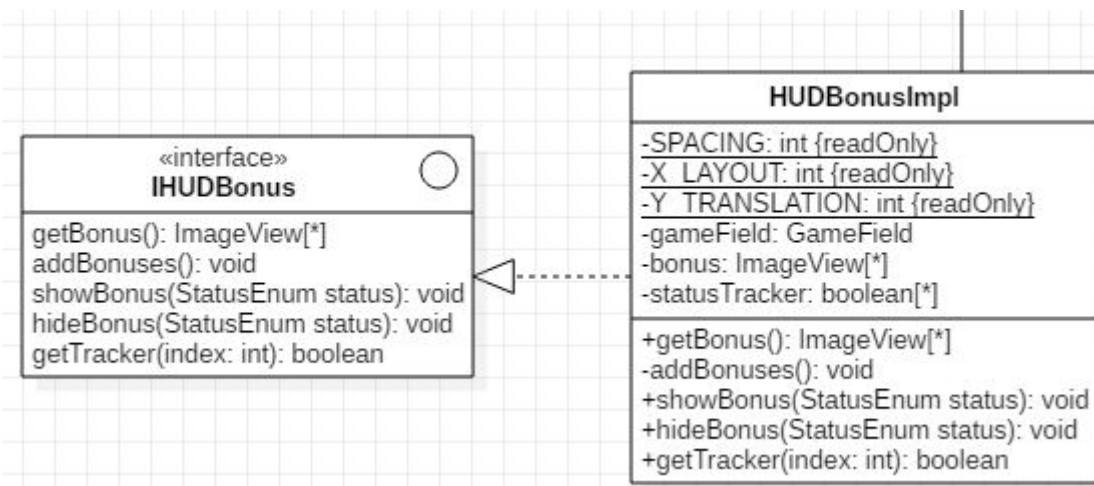 «interface»
IHUDBonus
getBonus(): ImageView[*]
addBonuses(): void
showBonus(StatusEnum status): void
hideBonus(StatusEnum status): void
getTracker(index: int): boolean
HUDBonusImpl
-SPACING: int {readOnly}
-X_LAYOUT: int {readOnly}
-Y_TRANSLATION: int {readOnly}
-gameField: GameField
-bonus: ImageView[*]
-statusTracker: boolean[*]
+getBonus(): ImageView[*]
-addBonuses(): void
+showBonus(StatusEnum status): void
+hideBonus(StatusEnum status): void
+getTracker(index: int): boolean